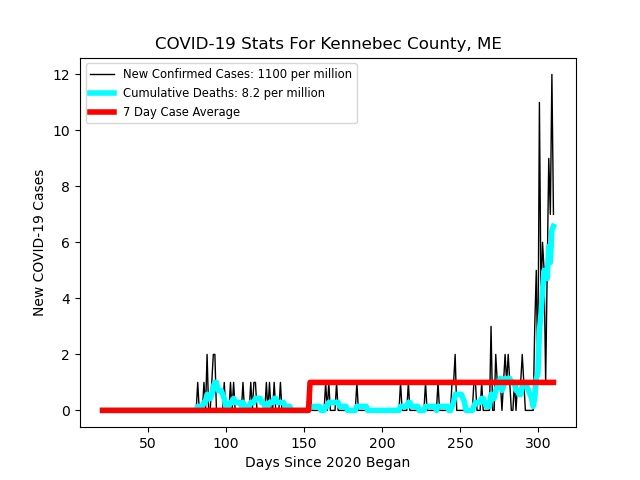 COVID-19 Stats For Kennebec County, ME
New Confirmed Cases: 1100 per million
Cumulative Deaths: 8.2 per million
7 Day Case Average
12
10
8
6
4
2
0
New COVID-19 Cases
50 100 150 200 250 300
Days Since 2020 Began